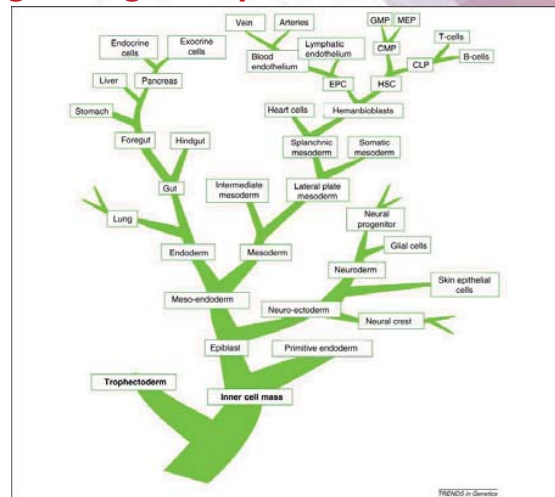 GMP
MEP
Vein
Arteries
T-cells
Endocrine
cells
Exocrine
cells
Lymphatic
endothelium
CMP
Blood
endothelium
B-cells
CLP
Liver
Pancreas
EPC
HSC
Stomach
Heart cells
Hemanbioblasts
Foregut
Hindgut
Splanchnic
mesoderm
Somatic
mesoderm
Gut
Intermediate
mesoderm
Lateral plate
mesoderm
Lung
Neural
progenitor
Glial cells
Endoderm
Mesoderm
Neuroderm
Skin epithelial
cells
Meso-endoderm
Neuro-ectoderm
Neural crest
Epiblast
Primitive endoderm
Trophectoderm
Inner cell mass
TRENDS in Genetics